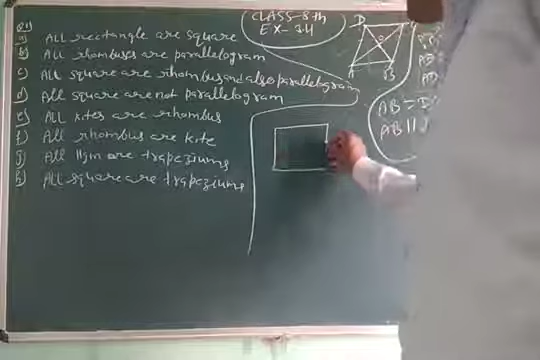 Q1)
a) All rectangle are square
b) All rhombuses are parallelogram
c) All square are rhombus and also parallelogram
d) All square are not parallelogram
e) All kites are rhombus
f) All rhombus are kite
g) All llgm are trapeziums
h) All square are trapeziums
CLASS-8th
EX-3.4
D
A B
AB = D
AB ||